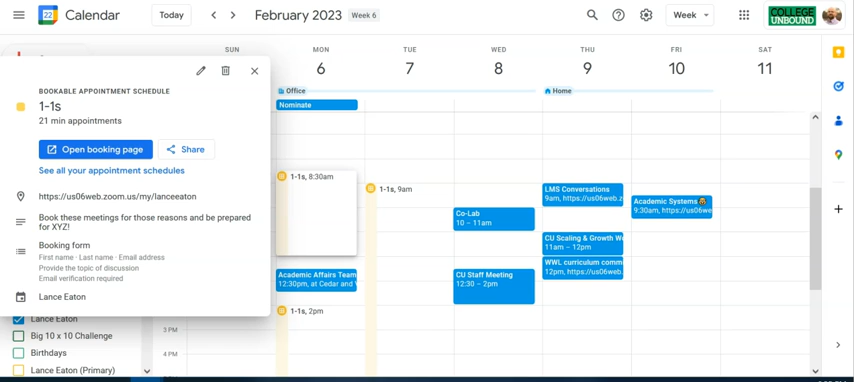 22
Calendar
Today
February 2023
Week 6
Week
COLLEGE
UNBOUND
SUN
MON
TUE
WED
THU
FRI
SAT
6
7
8
9
10
11
Office
Home
Nominate
BOOKABLE APPOINTMENT SCHEDULE
1-1s
21 min appointments
Open booking page
Share
See all your appointment schedules
https://us06web.zoom.us/my/lanceeaton
Book these meetings for those reasons and be prepared
for XYZ!
Booking form
First name · Last name · Email address
Provide the topic of discussion
Email verification required
Lance Eaton
Lance Eaton
Big 10 x 10 Challenge
Birthdays
Lance Eaton (Primary)
3 PM
4 PM
1-1s, 8:30am
Academic Affairs Team
12:30pm, at Cedar and
1-1s, 2pm
1-1s, 9am
Co-Lab
10 – 11am
CU Staff Meeting
12:30 – 2pm
LMS Conversations
9am, https://us06web.z
CU Scaling & Growth W
11am – 12pm
WWL curriculum comm
12pm, https://us06web.
Academic Systems
9:30am, https://us06we